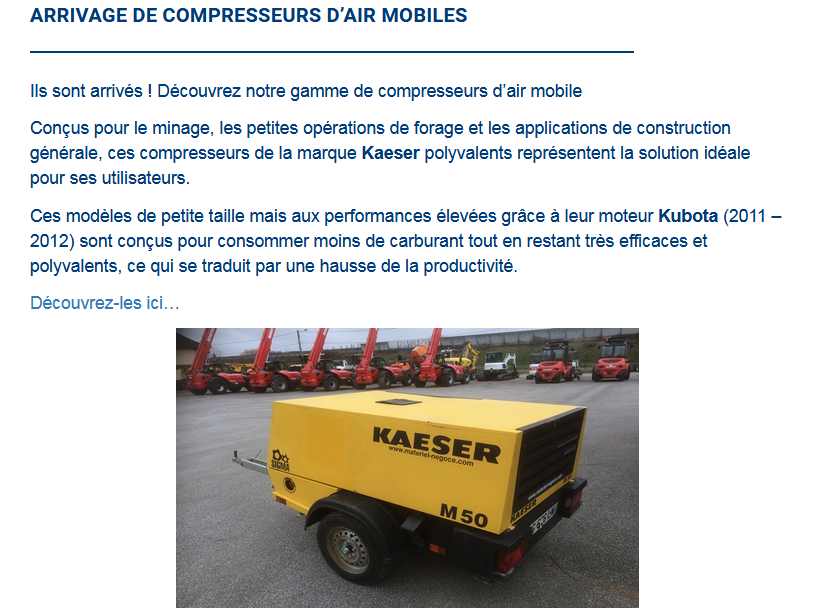 ARRIVAGE DE COMPRESSEURS D’AIR MOBILES
Ils sont arrivés ! Découvrez notre gamme de compresseurs d’air mobile
Conçus pour le minage, les petites opérations de forage et les applications de construction
générale, ces compresseurs de la marque Kaeser polyvalents représentent la solution idéale
pour ses utilisateurs.
Ces modèles de petite taille mais aux performances élevées grâce à leur moteur Kubota (2011 –
2012) sont conçus pour consommer moins de carburant tout en restant très efficaces et
polyvalents, ce qui se traduit par une hausse de la productivité.
Découvrez-les ici…
KAESER
www.materiel-negoce.com
SIGMA
M50
KAESER